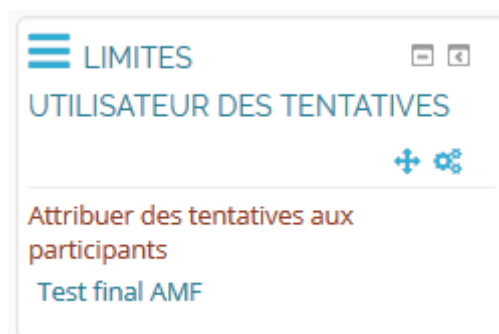 LIMITES
UTILISATEUR DES TENTATIVES
Attribuer des tentatives aux
participants
Test final AMF